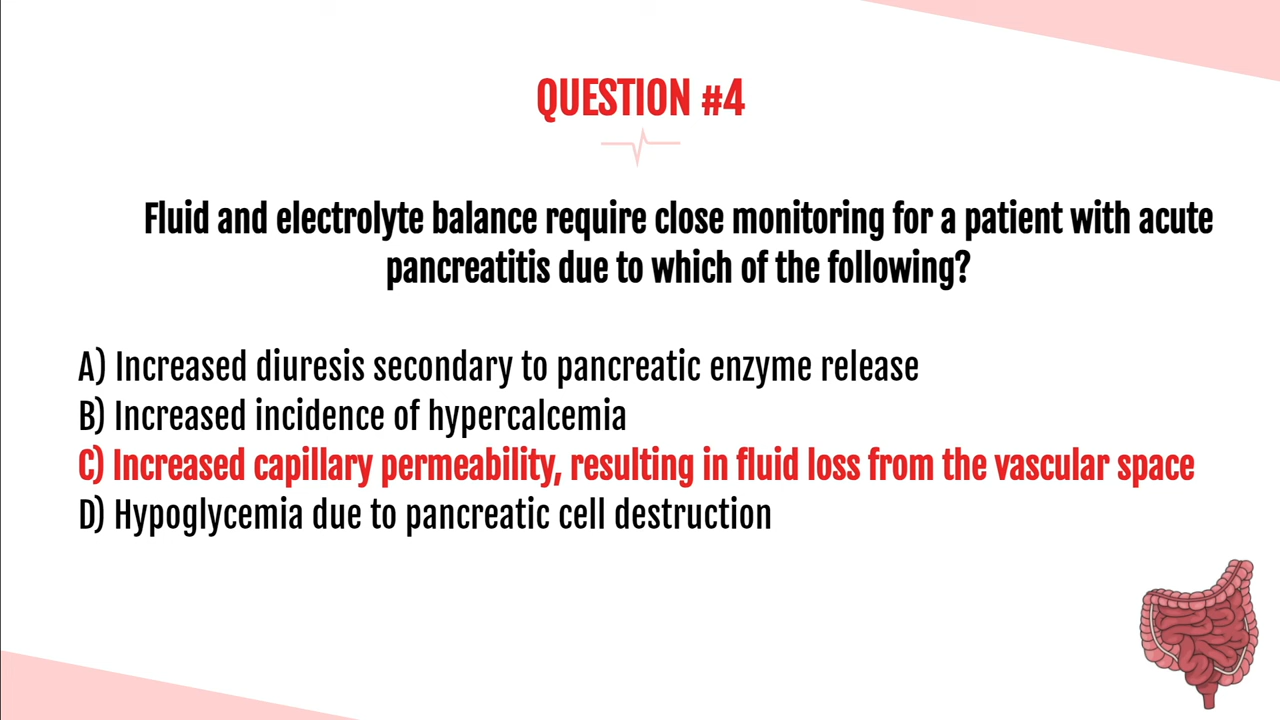 QUESTION #4
Fluid and electrolyte balance require close monitoring for a patient with acute
pancreatitis due to which of the following?
A) Increased diuresis secondary to pancreatic enzyme release
B) Increased incidence of hypercalcemia
C) Increased capillary permeability, resulting in fluid loss from the vascular space
D) Hypoglycemia due to pancreatic cell destruction